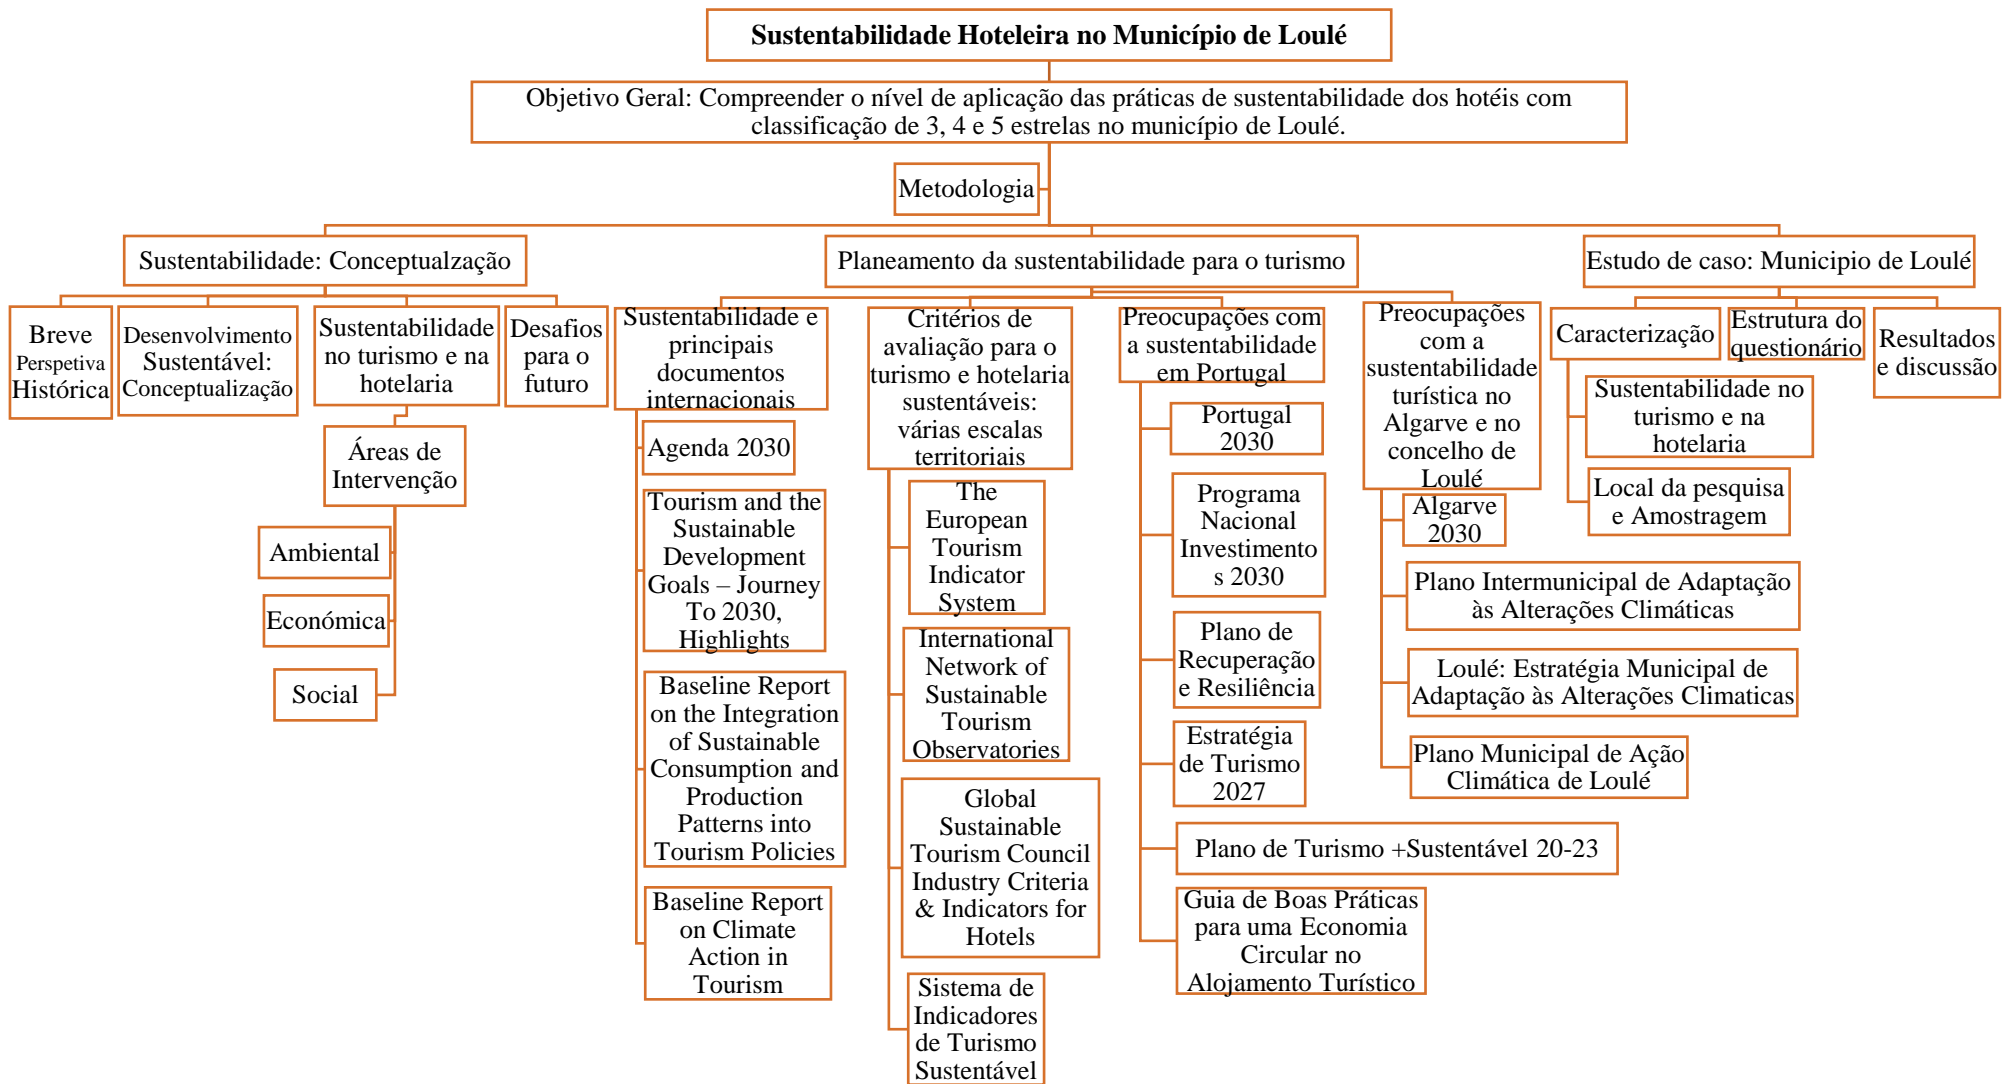 Sustentabilidade Hoteleira no Município de Loulé
Objetivo Geral: Compreender o nível de aplicação das práticas de sustentabilidade dos hotéis com
classificação de 3, 4 e 5 estrelas no município de Loulé.
Metodologia
Sustentabilidade: Conceptualzação
Breve
Perspetiva
Histórica
Desenvolvimento
Sustentável:
Conceptualização
Sustentabilidade
no turismo e na
hotelaria
Áreas de
Intervenção
Ambiental
Económica
Social
Desafios
para o
futuro
Planeamento da sustentabilidade para o turismo
Sustentabilidade e
principais
documentos
internacionais
Agenda 2030
Tourism and the
Sustainable
Development
Goals – Journey
To 2030,
Highlights
Baseline Report
on the Integration
of Sustainable
Consumption and
Production
Patterns into
Tourism Policies
Baseline Report
on Climate
Action in
Tourism
Critérios de
avaliação para o
turismo e hotelaria
sustentáveis:
várias escalas
territoriais
The
European
Tourism
Indicator
System
International
Network of
Sustainable
Tourism
Observatories
Global
Sustainable
Tourism Council
Industry Criteria
& Indicators for
Hotels
Sistema de
Indicadores
de Turismo
Sustentável
Preocupações com
a sustentabilidade
em Portugal
Portugal
2030
Programa
Nacional
Investimento
s 2030
Plano de
Recuperação
e Resiliência
Estratégia
de Turismo
2027
Plano de Turismo +Sustentável 20-23
Guia de Boas Práticas
para uma Economia
Circular no
Alojamento Turístico
Preocupações
com a
sustentabilidade
turística no
Algarve e no
concelho de
Loulé
Algarve
2030
Plano Intermunicipal de Adaptação
às Alterações Climáticas
Loulé: Estratégia Municipal de
Adaptação às Alterações Climaticas
Plano Municipal de Ação
Climática de Loulé
Estudo de caso: Municipio de Loulé
Caracterização
Sustentabilidade no
turismo e na
hotelaria
Local da pesquisa
e Amostragem
Estrutura do
questionário
Resultados
e discussão